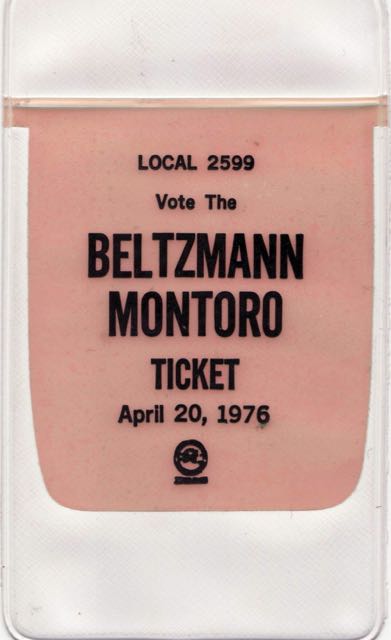 LOCAL 2599
Vote The
BELTZMANN
MONTORO
TICKET
April 20, 1976